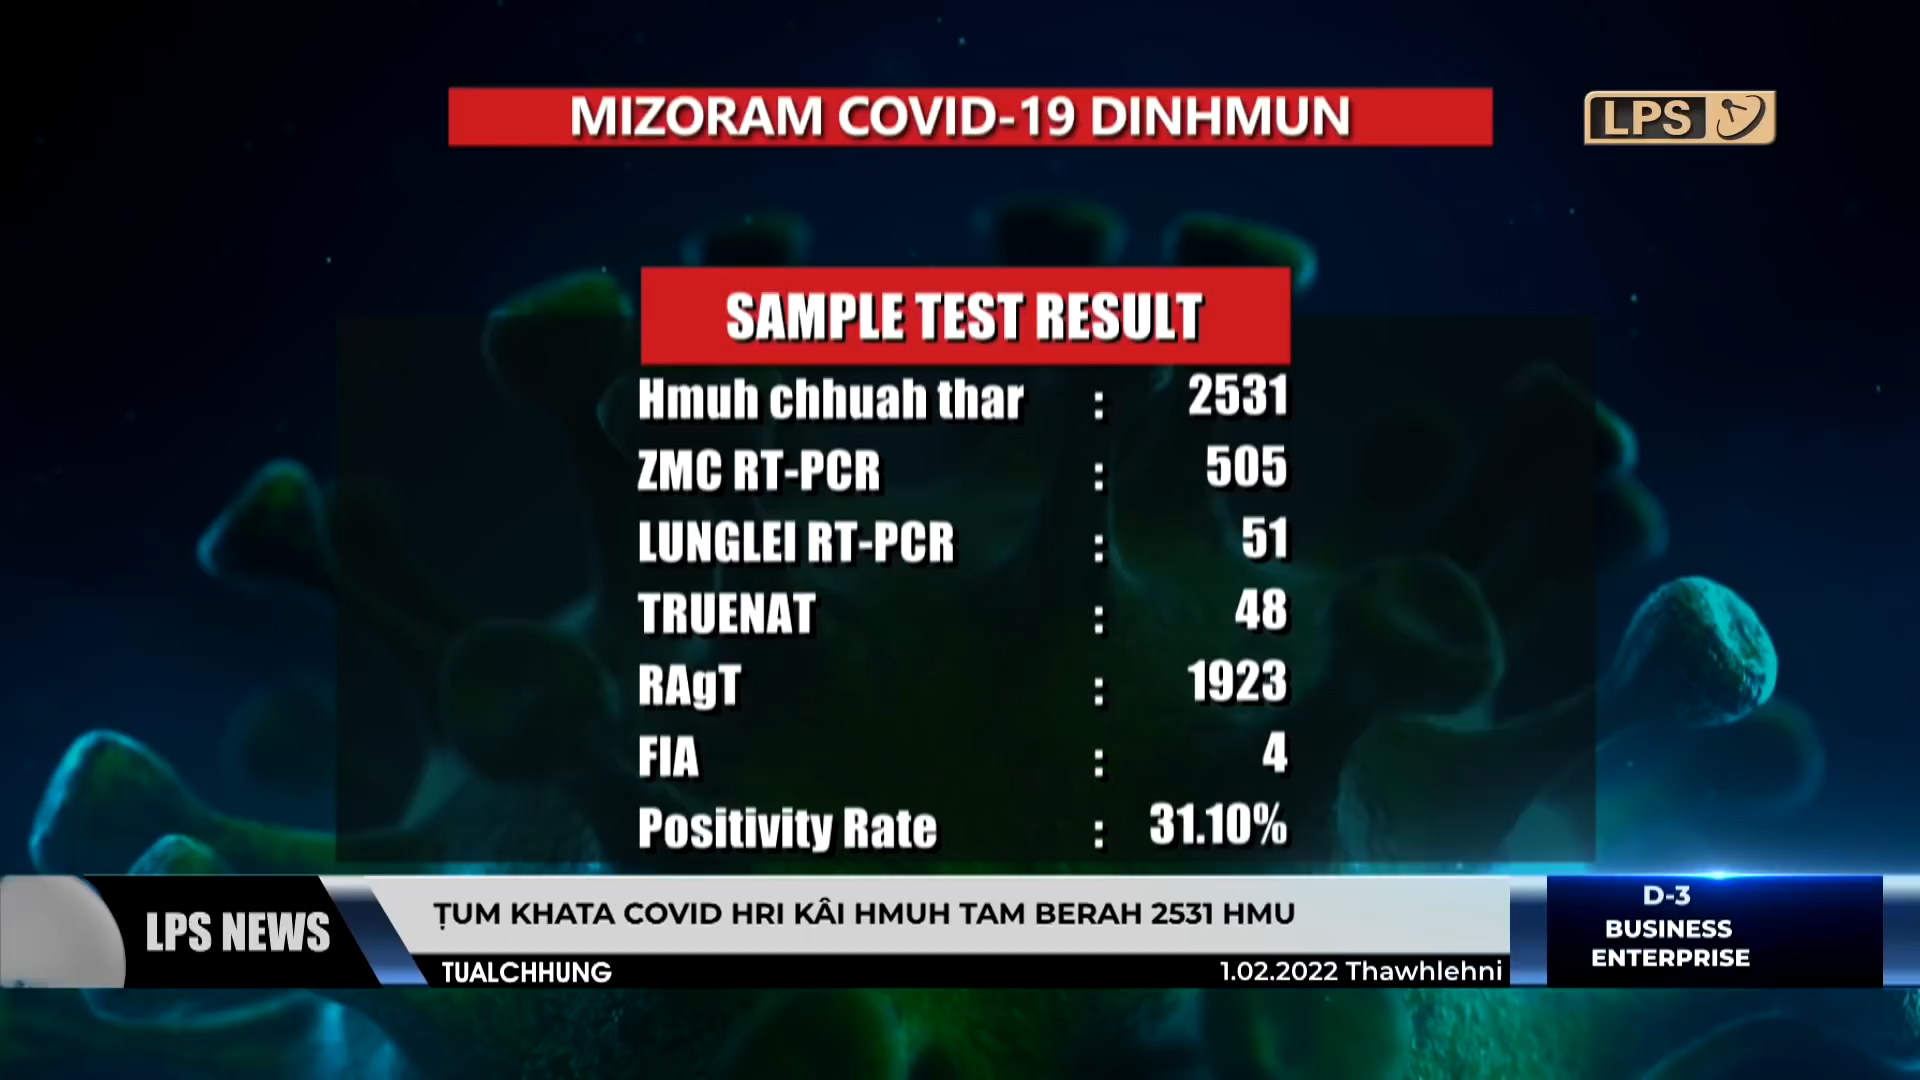 MIZORAM COVID-19 DINHMUN
LPS
SAMPLE TEST RESULT
Hmuh chhuah thar : 2531
ZMC RT-PCR : 505
LUNGLEI RT-PCR : 51
TRUENAT : 48
RAgT : 1923
FIA : 4
Positivity Rate : 31.10%
LPS NEWS
ṬUM KHATA COVID HRI KÂI HMUH TAM BERAH 2531 HMU
TUALCHHUNG
1.02.2022 Thawhlehni
D-3
BUSINESS
ENTERPRISE